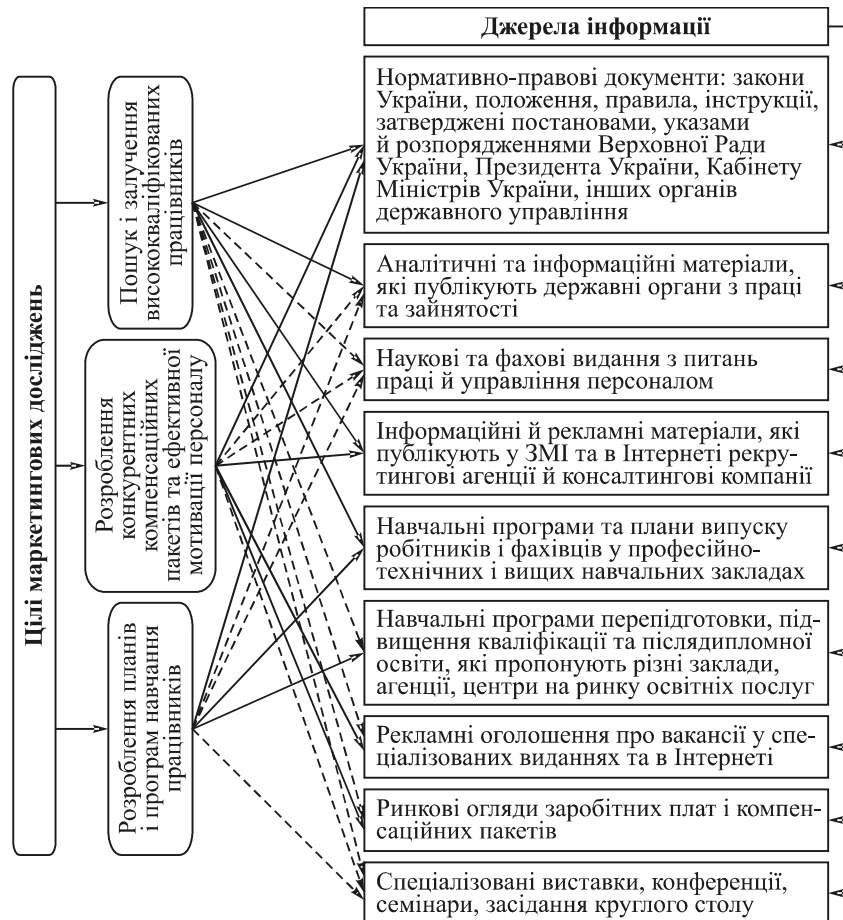 Джерела інформації
Цілі маркетингових досліджень
Пошук і залучення
висококваліфікованих
працівників
Розроблення
конкурентних
компенсаційних
пакетів та ефективної
мотивації персоналу
Розроблення планів
і програм навчання
працівників
Нормативно-правові документи: закони
України, положення, правила, інструкції,
затверджені постановами, указами
й розпорядженнями Верховної Ради
України, Президента України, Кабінету
Міністрів України, інших органів
державного управління
Аналітичні та інформаційні матеріали,
які публікують державні органи з праці
та зайнятості
Наукові та фахові видання з питань
праці й управління персоналом
Інформаційні й рекламні матеріали, які
публікують у ЗМІ та в Інтернеті рекру-
тингові агенції й консалтингові компанії
Навчальні програми та плани випуску
робітників і фахівців у професійно-
технічних і вищих навчальних закладах
Навчальні програми перепідготовки, під-
вищення кваліфікації та післядипломної
освіти, які пропонують різні заклади,
агенції, центри на ринку освітніх послуг
Рекламні оголошення про вакансії у спе-
ціалізованих виданнях та в Інтернеті
Ринкові огляди заробітних плат і компен-
саційних пакетів
Спеціалізовані виставки, конференції,
семінари, засідання круглого столу